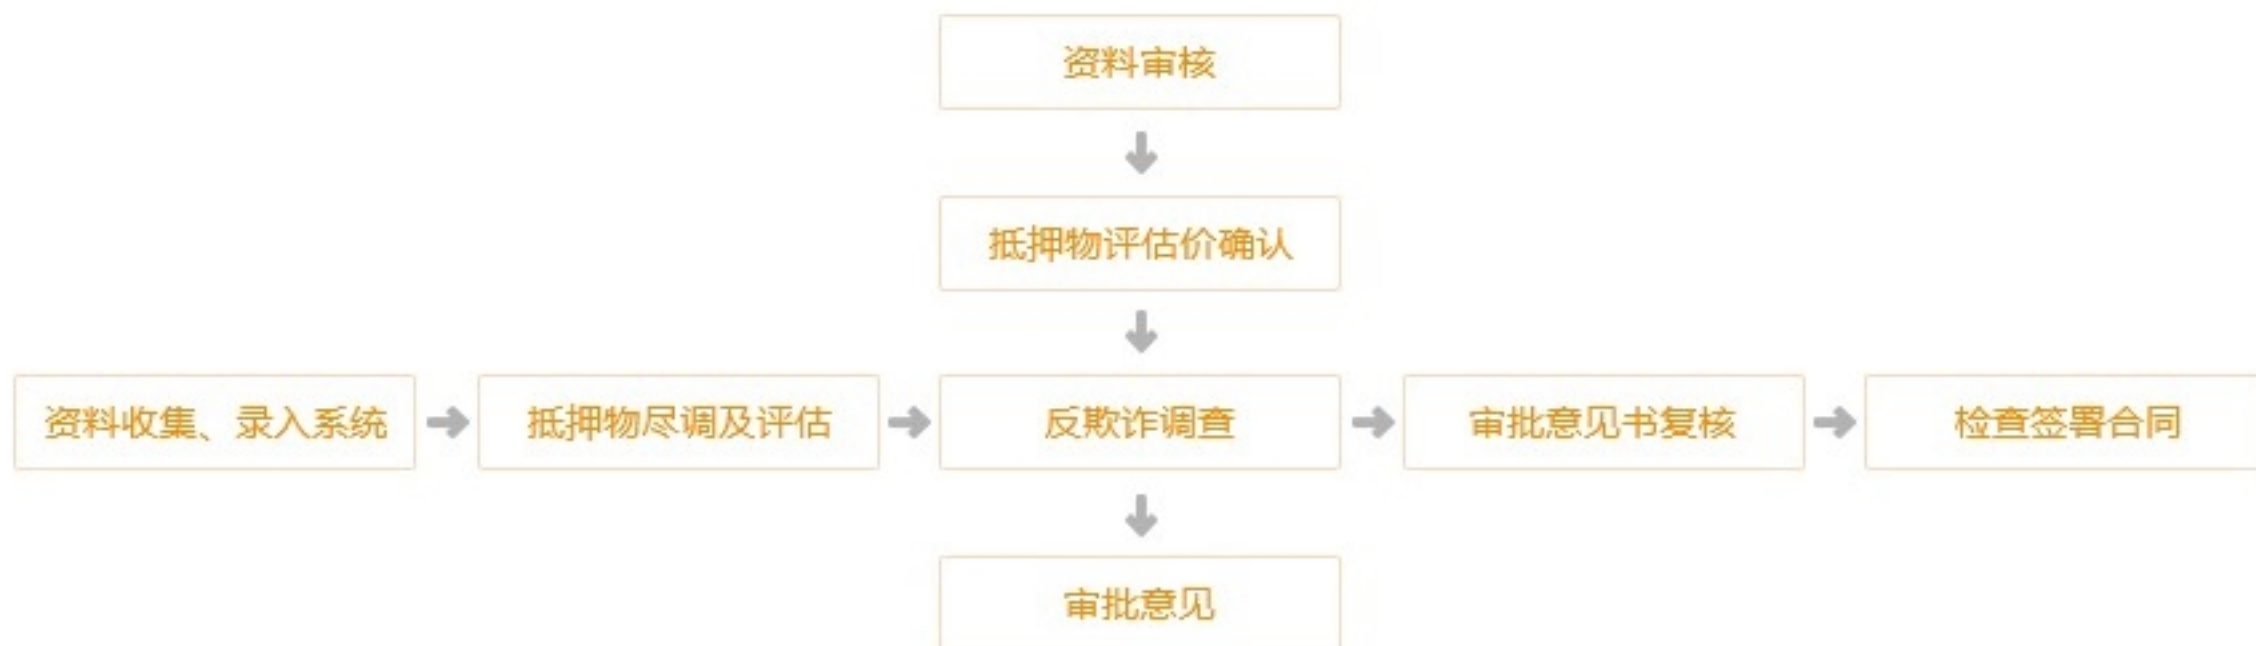 资料审核
抵押物评估价确认
资料收集、录入系统
抵押物尽调及评估
反欺诈调查
审批意见书复核
检查签署合同
审批意见